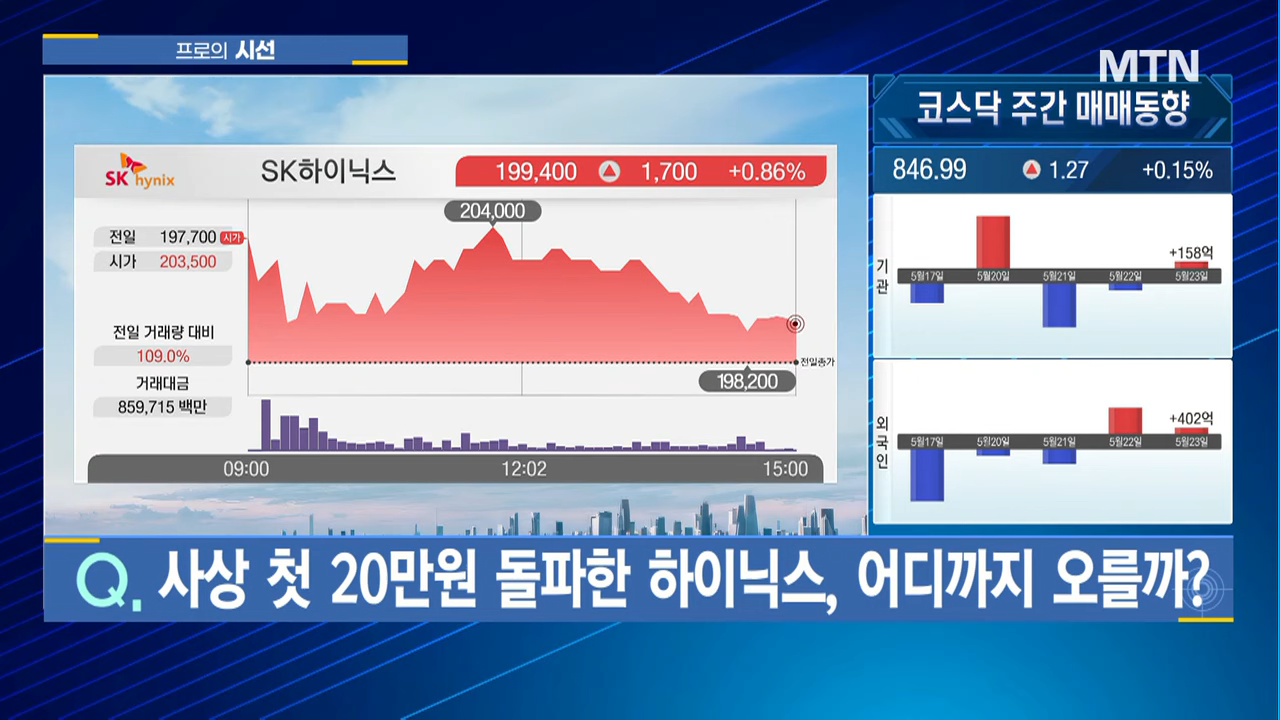 프로의 시선
MTN
SK hynix
SK하이닉스
199,400 ▲ 1,700 +0.86%
204,000
전일 197,700 시가
시가 203,500
전일 거래량 대비
109.0%
거래대금
859,715 백만
전일종가
198,200
09:00 12:02 15:00
코스닥 주간 매매동향
846.99 ▲ 1.27 +0.15%
기관
+158억
5월17일 5월20일 5월21일 5월22일 5월23일
외국인
+402억
5월17일 5월20일 5월21일 5월22일 5월23일
Q. 사상 첫 20만원 돌파한 하이닉스, 어디까지 오를까?